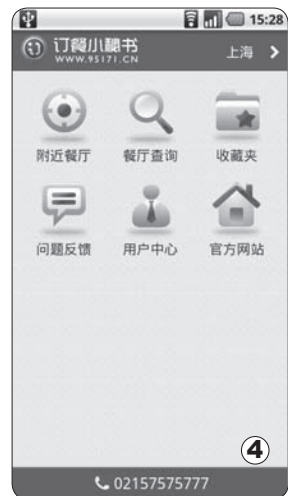 15:28
订餐小秘书
WWW.95171.CN
上海
附近餐厅 餐厅查询 收藏夹
问题反馈 用户中心 官方网站
④
02157575777